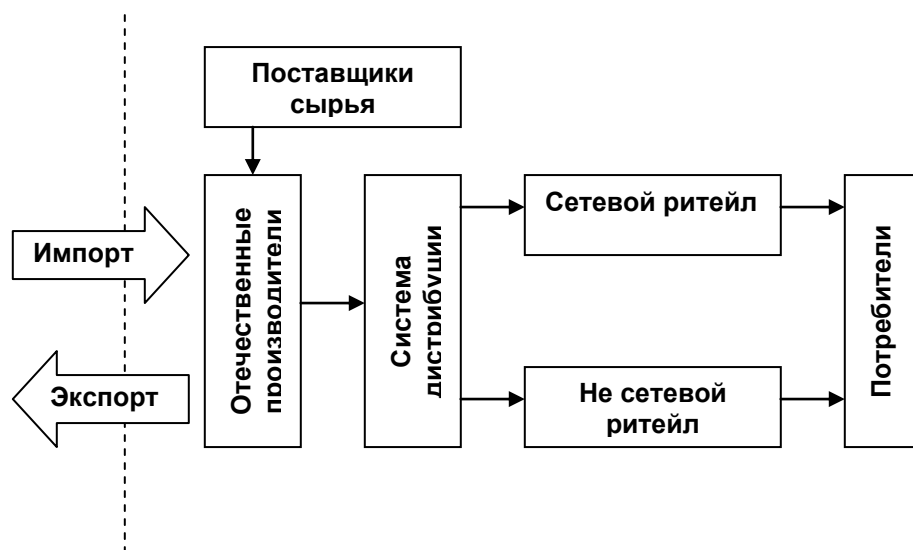 Поставщики
сырья
Импорт
Экспорт
Отечественные
производители
Система
дистрибуции
Сетевой ритейл
Не сетевой
ритейл
Потребители